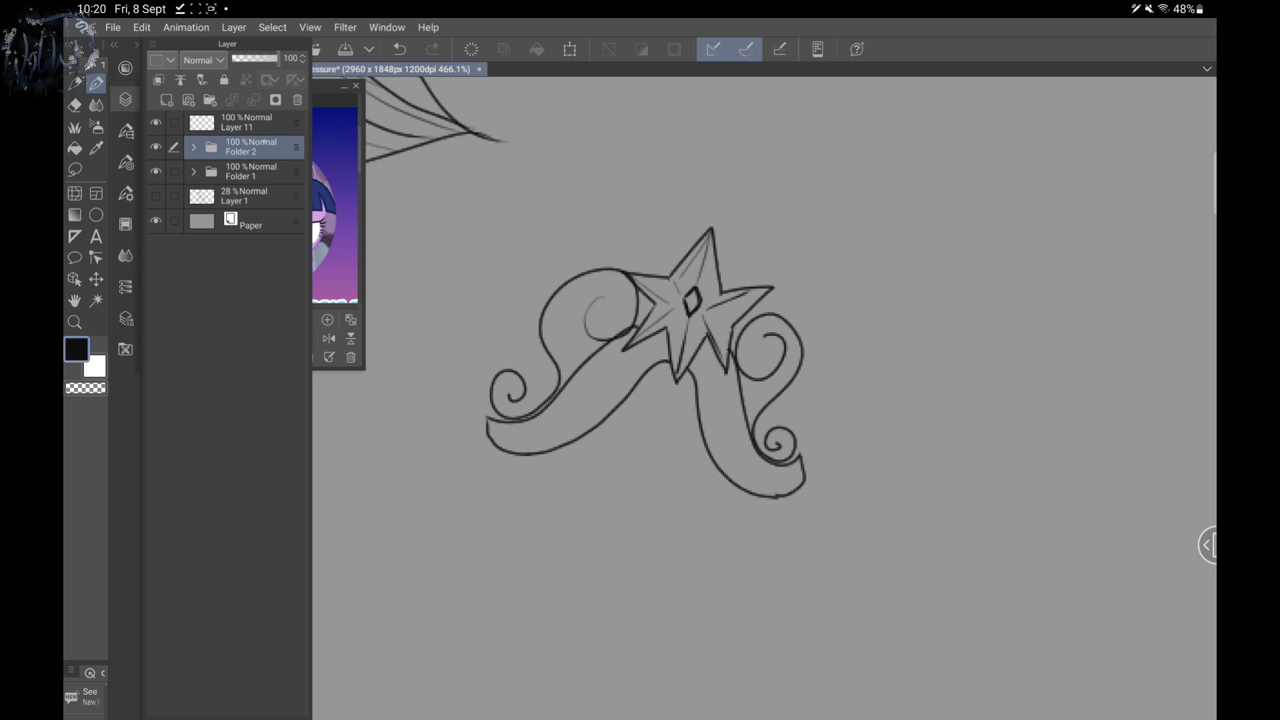 10:20 Fri, 8 Sept
48%
File Edit Animation Layer Select View Filter Window Help
Layer
Normal 100
essure* (2960 x 1848px 1200dpi 466.1%)
100 %Normal
Layer 11
100 %Normal
Folder 2
100 %Normal
Folder 1
28 %Normal
Layer 1
Paper
See
New